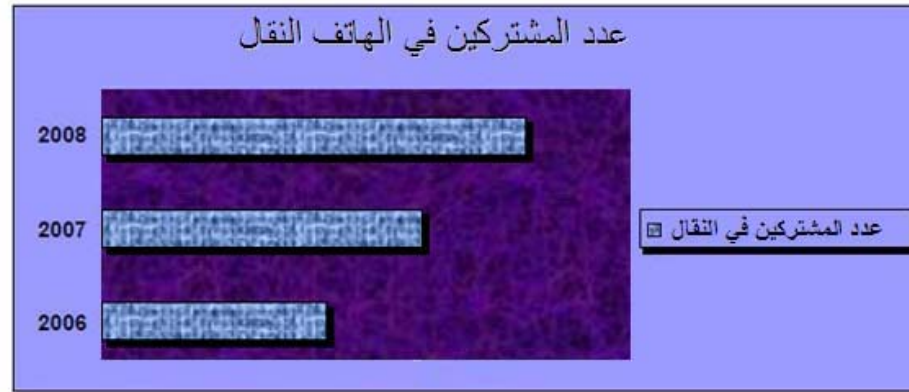 عدد المشتركين في الهاتف النقال
2008
2007
عدد المشتركين في النقال
2006